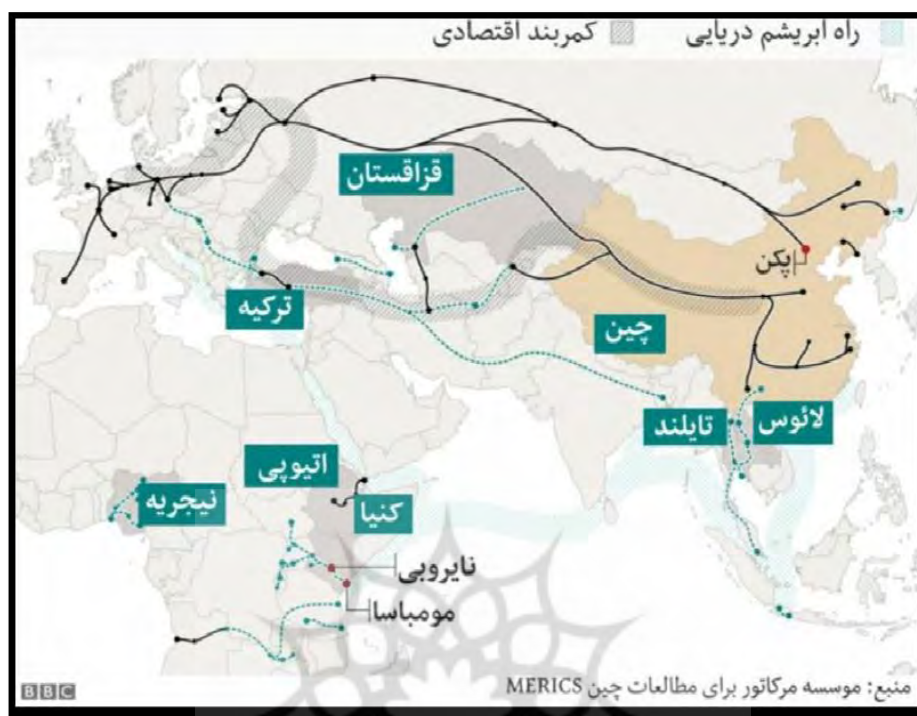 راه ابریشم دریایی
کمربند اقتصادی
قزاقستان
پکن
ترکیه
چین
لائوس
تایلند
اتیوپی
کنیا
نیجریه
نایروبی
مومباسا
منبع: موسسه مرکاتور برای مطالعات چین MERICS
BBC